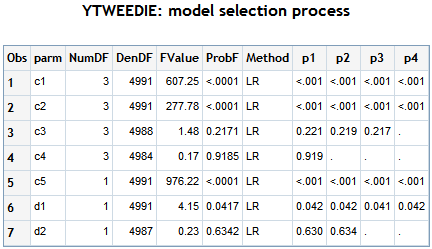 YTWEEDIE: model selection process
Obs parm NumDF DenDF FValue ProbF Method p1 p2 p3 p4
1 c1 3 4991 607.25 <.0001 LR <.001 <.001 <.001 <.001
2 c2 3 4991 277.78 <.0001 LR <.001 <.001 <.001 <.001
3 c3 3 4988 1.48 0.2171 LR 0.221 0.219 0.217 .
4 c4 3 4984 0.17 0.9185 LR 0.919 . . .
5 c5 1 4991 976.22 <.0001 LR <.001 <.001 <.001 <.001
6 d1 1 4991 4.15 0.0417 LR 0.042 0.042 0.041 0.042
7 d2 1 4987 0.23 0.6342 LR 0.630 0.634 . .